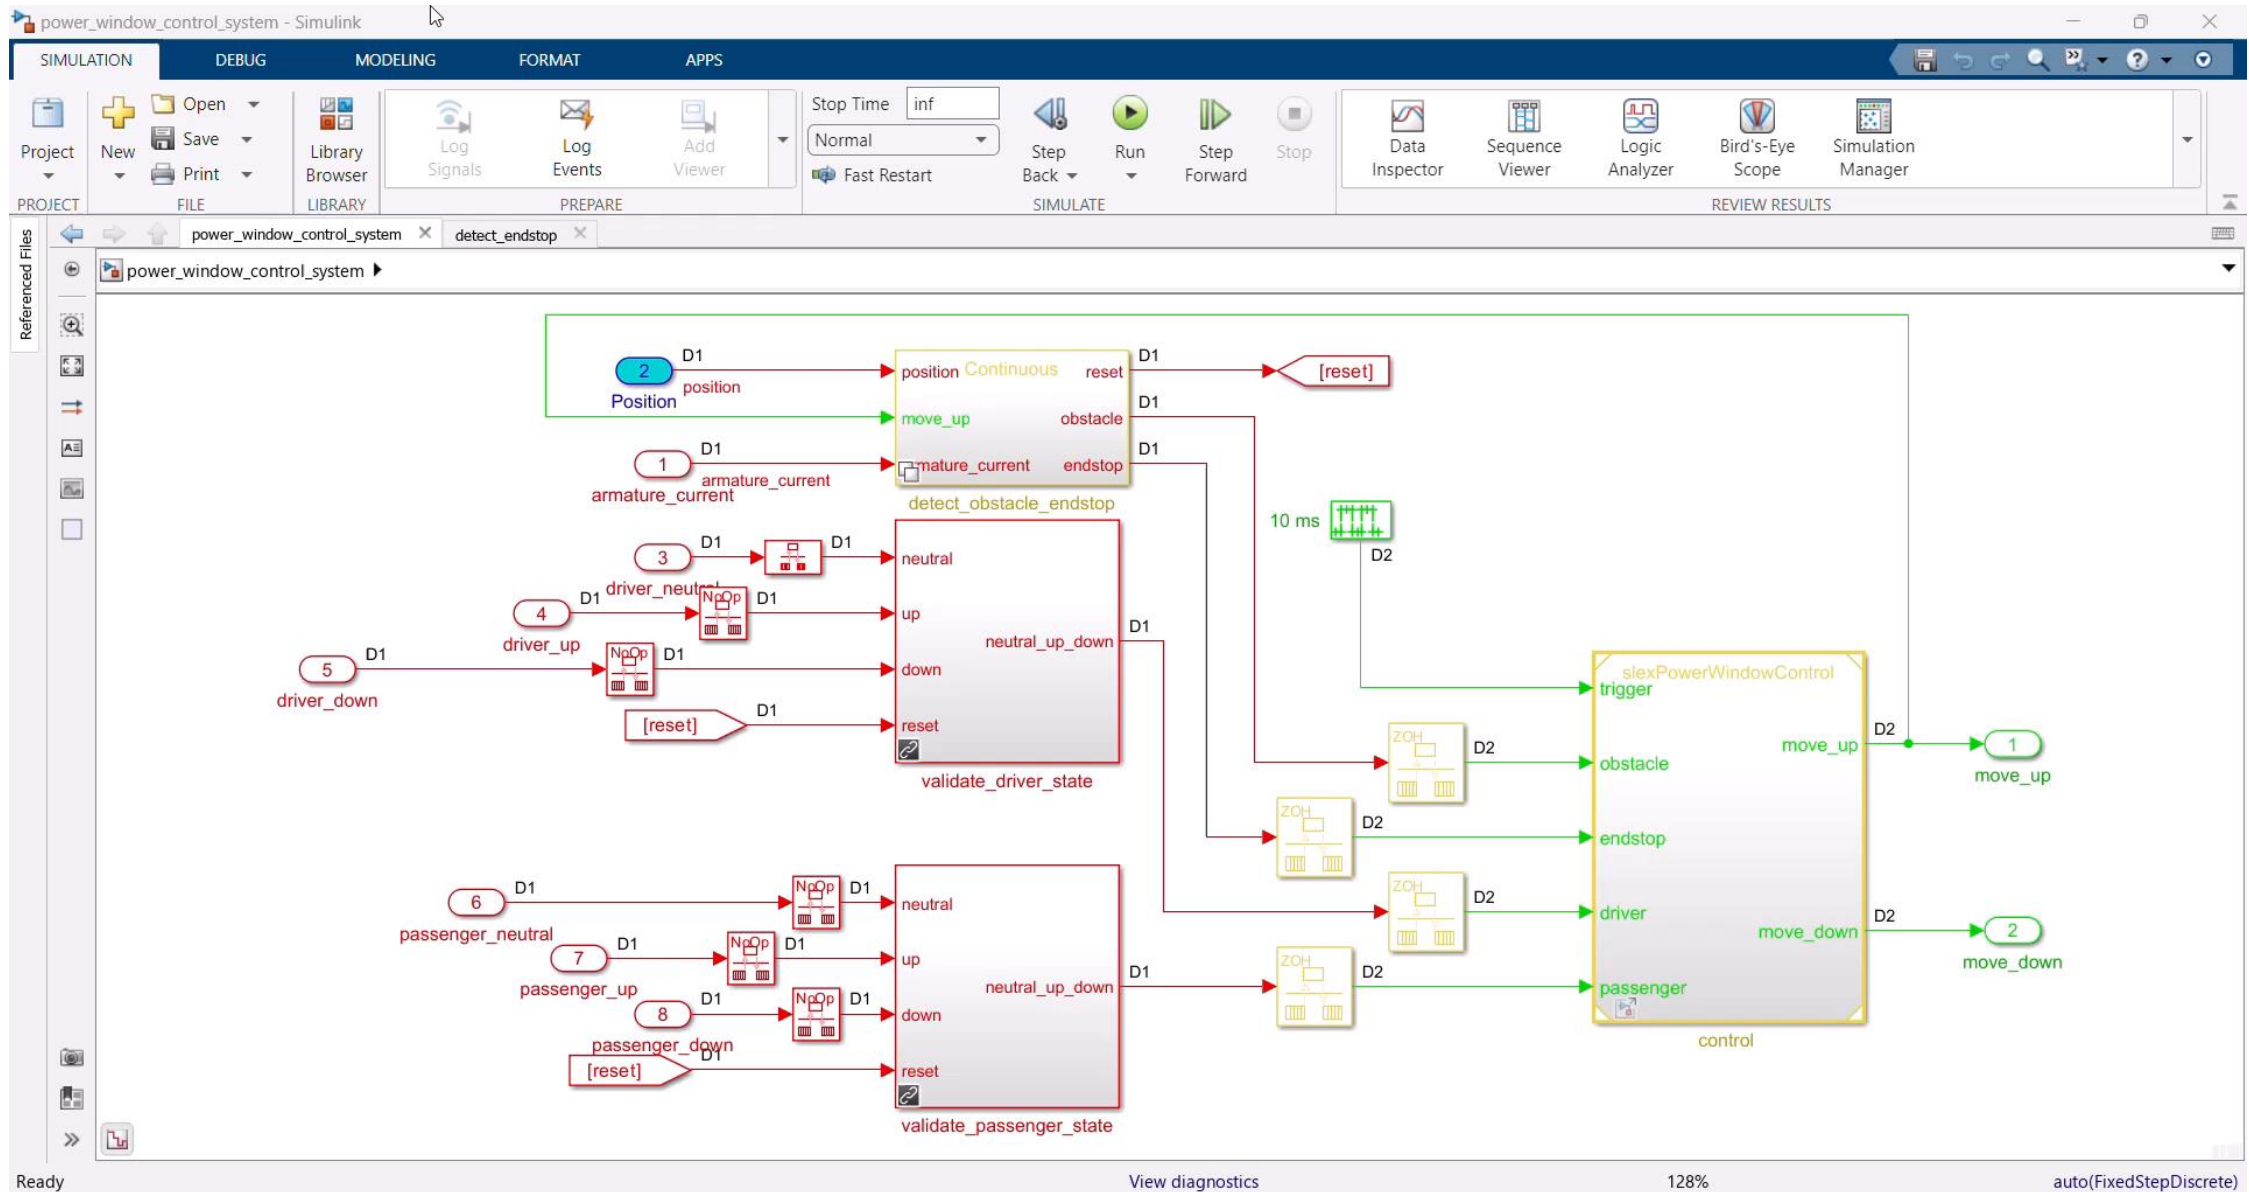 power_window_control_system - Simulink
SIMULATION
DEBUG
MODELING
FORMAT
APPS
Project
New
Open
Save
Print
Library
Browser
Log
Signals
Log
Events
Add
Viewer
Stop Time
inf
Normal
Fast Restart
Step
Back
Run
Step
Forward
Stop
Data
Inspector
Sequence
Viewer
Logic
Analyzer
Bird's-Eye
Scope
Simulation
Manager
PROJECT
FILE
LIBRARY
PREPARE
SIMULATE
REVIEW RESULTS
Referenced Files
power_window_control_system
detect_endstop
power_window_control_system
2
Position
D1
position
1
armature_current
D1
armature_current
position
Continuous
reset
move_up
obstacle
mature_current
endstop
detect_obstacle_endstop
D1
D1
D1
[reset]
3
driver_neutral
D1
D1
4
driver_up
D1
NoOp
D1
5
driver_down
D1
NoOp
D1
[reset]
D1
neutral
up
down
reset
neutral_up_down
validate_driver_state
D1
10 ms
D2
6
passenger_neutral
D1
NoOp
D1
7
passenger_up
D1
NoOp
D1
8
passenger_down
D1
NoOp
D1
[reset]
D1
neutral
up
down
reset
neutral_up_down
validate_passenger_state
D1
ZOH
D2
ZOH
D2
ZOH
D2
ZOH
D2
slexPowerWindowControl
trigger
obstacle
endstop
driver
passenger
move_up
move_down
control
D2
1
move_up
D2
2
move_down
Ready
View diagnostics
128%
auto(FixedStepDiscrete)